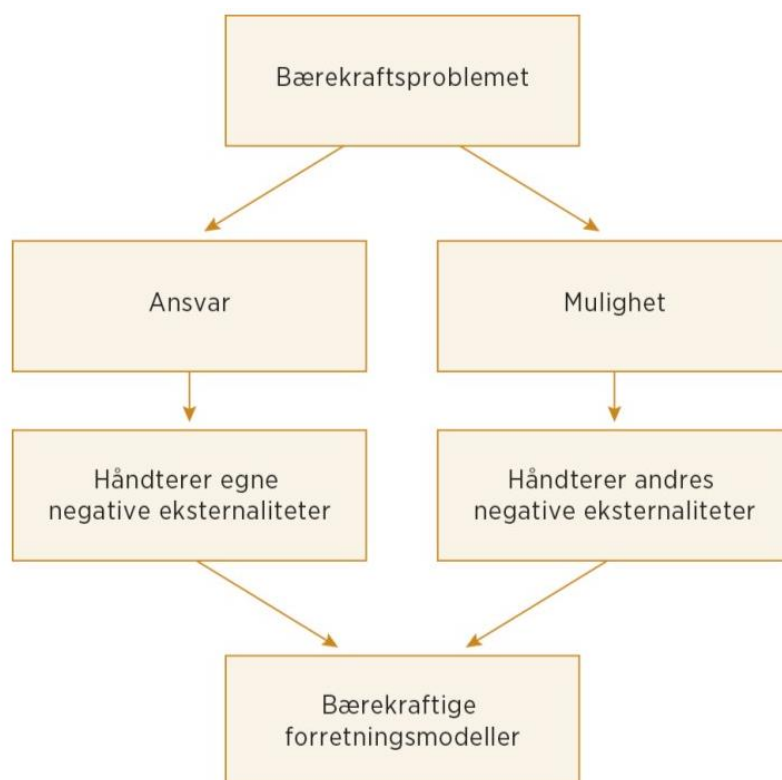 Bærekraftsproblemet
Ansvar
Mulighet
Håndterer egne
negative eksternaliteter
Håndterer andres
negative eksternaliteter
Bærekraftige
forretningsmodeller